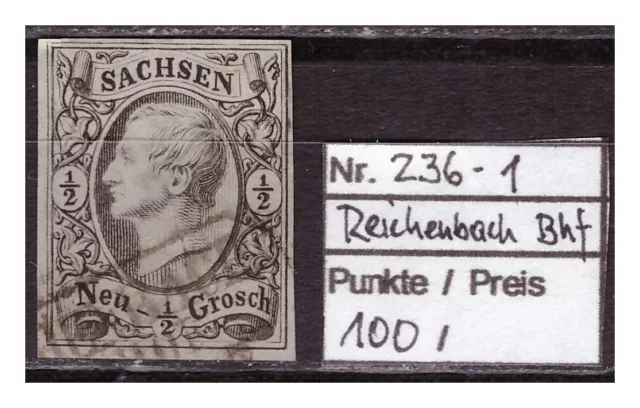 SACHSEN
1/2 1/2
Neu - 1/2 Grosch
Nr. 236-1
Reichenbach Bhf
Punkte / Preis
100 /